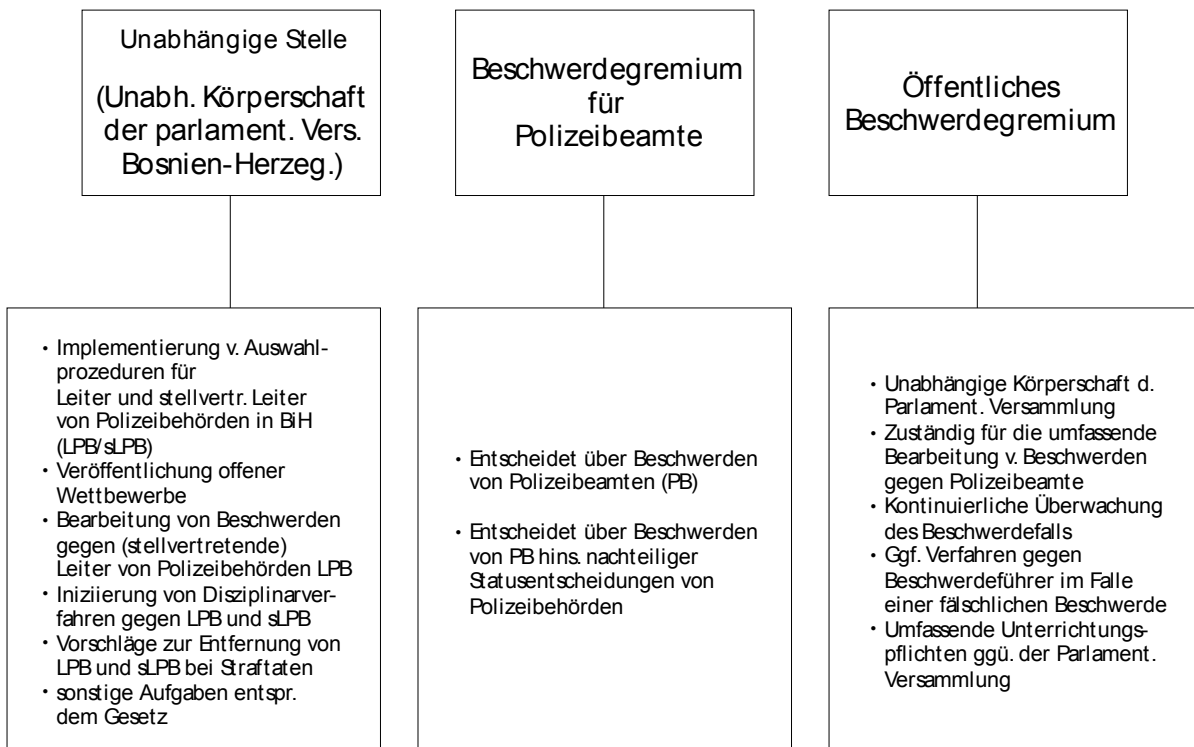 Unabhängige Stelle
(Unabh. Körperschaft
der parlament. Vers.
Bosnien-Herzeg.)
Beschwerdegremium
für
Polizeibeamte
Öffentliches
Beschwerdegremium
• Implementierung v. Auswahl-
prozeduren für
Leiter und stellvertr. Leiter
von Polizeibehörden in BiH
(LPB/sLPB)
• Veröffentlichung offener
Wettbewerbe
• Bearbeitung von Beschwerden
gegen (stellvertretende)
Leiter von Polizeibehörden LPB
• Iniziierung von Disziplinarver-
fahren gegen LPB und sLPB
• Vorschläge zur Entfernung von
LPB und sLPB bei Straftaten
• sonstige Aufgaben entspr.
dem Gesetz
• Entscheidet über Beschwerden
von Polizeibeamten (PB)
• Entscheidet über Beschwerden
von PB hins. nachteiliger
Statusentscheidungen von
Polizeibehörden
• Unabhängige Körperschaft d.
Parlament. Versammlung
• Zuständig für die umfassende
Bearbeitung v. Beschwerden
gegen Polizeibeamte
• Kontinuierliche Überwachung
des Beschwerdefalls
• Ggf. Verfahren gegen
Beschwerdeführer im Falle
einer fälschlichen Beschwerde
• Umfassende Unterrichtungs-
pflichten ggü. der Parlament.
Versammlung